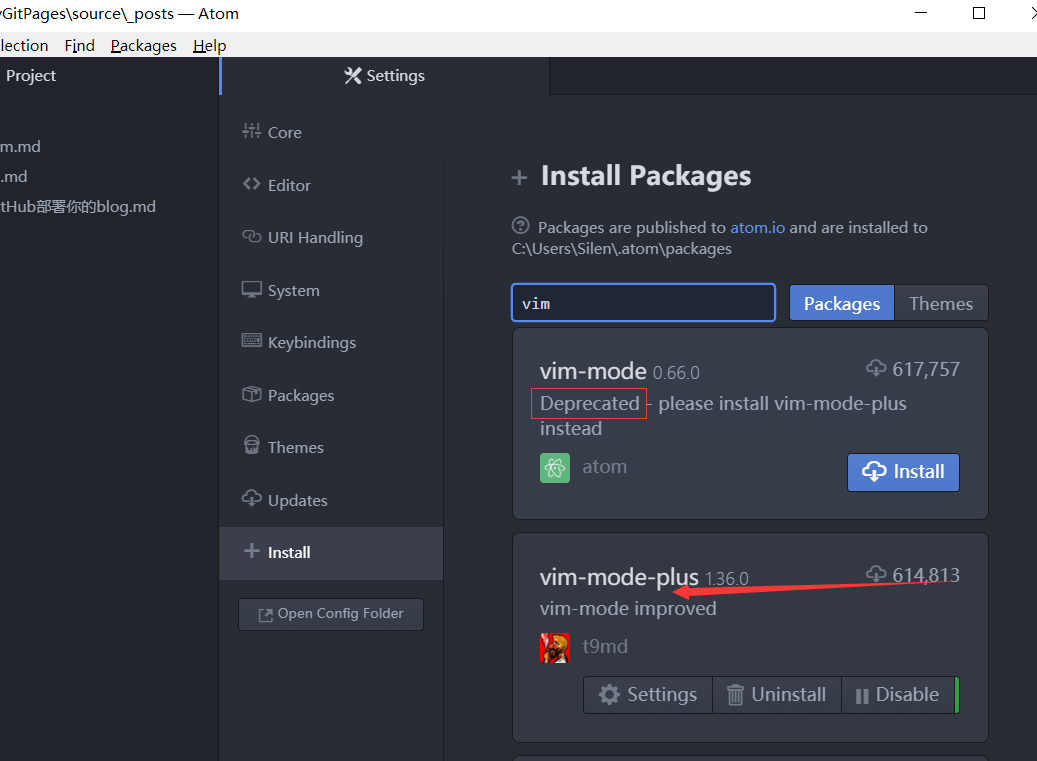 GitPages\source\_posts — Atom
lection Find Packages Help
Project
Settings
m.md
.md
tHub部署你的blog.md
Core
Editor
URI Handling
System
Keybindings
Packages
Themes
Updates
Install
Open Config Folder
Install Packages
Packages are published to atom.io and are installed to
C:\Users\Silen\.atom\packages
vim
Packages Themes
vim-mode 0.66.0 617,757
Deprecated - please install vim-mode-plus
instead
atom
Install
vim-mode-plus 1.36.0 614,813
vim-mode improved
t9md
Settings Uninstall Disable